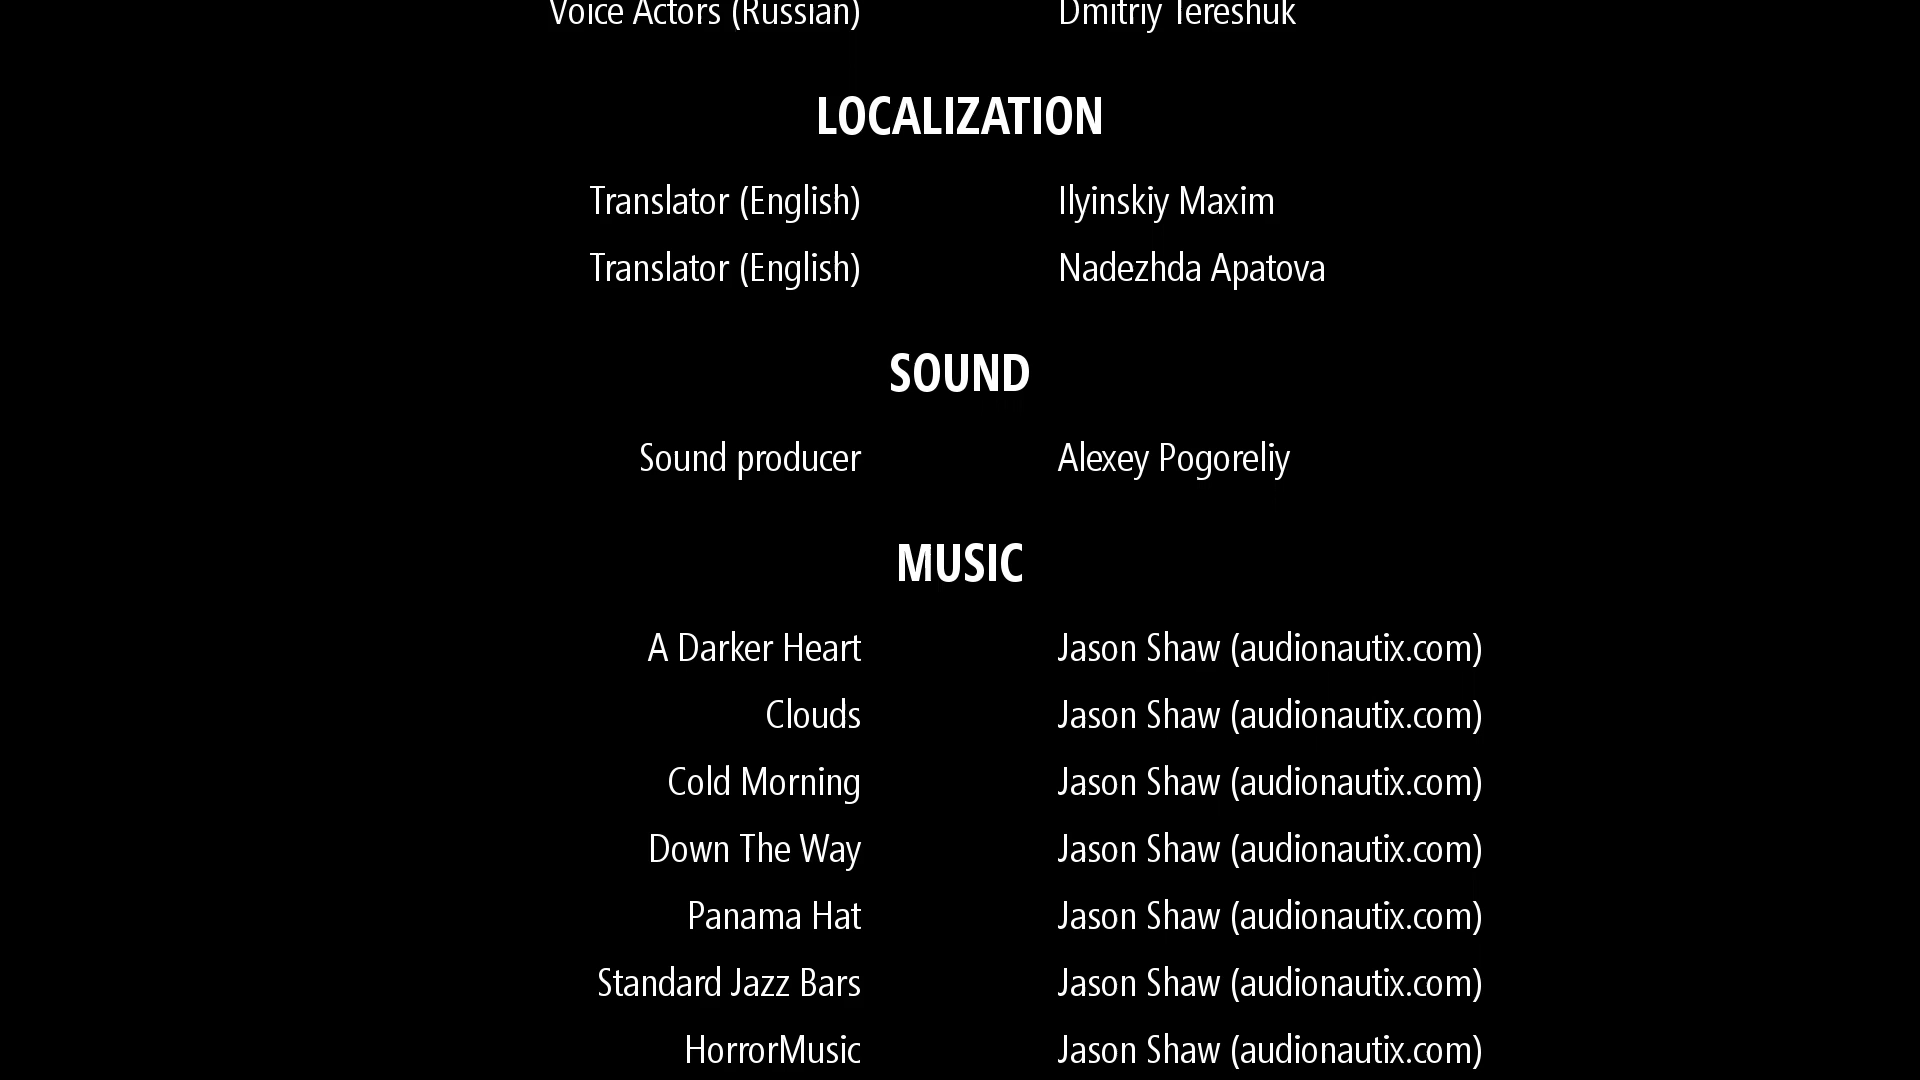 Voice Actors (Russian) Dmitriy Tereshuk
LOCALIZATION
Translator (English) Ilyinskiy Maxim
Translator (English) Nadezhda Apatova
SOUND
Sound producer Alexey Pogoreliy
MUSIC
A Darker Heart Jason Shaw (audionautix.com)
Clouds Jason Shaw (audionautix.com)
Cold Morning Jason Shaw (audionautix.com)
Down The Way Jason Shaw (audionautix.com)
Panama Hat Jason Shaw (audionautix.com)
Standard Jazz Bars Jason Shaw (audionautix.com)
HorrorMusic Jason Shaw (audionautix.com)